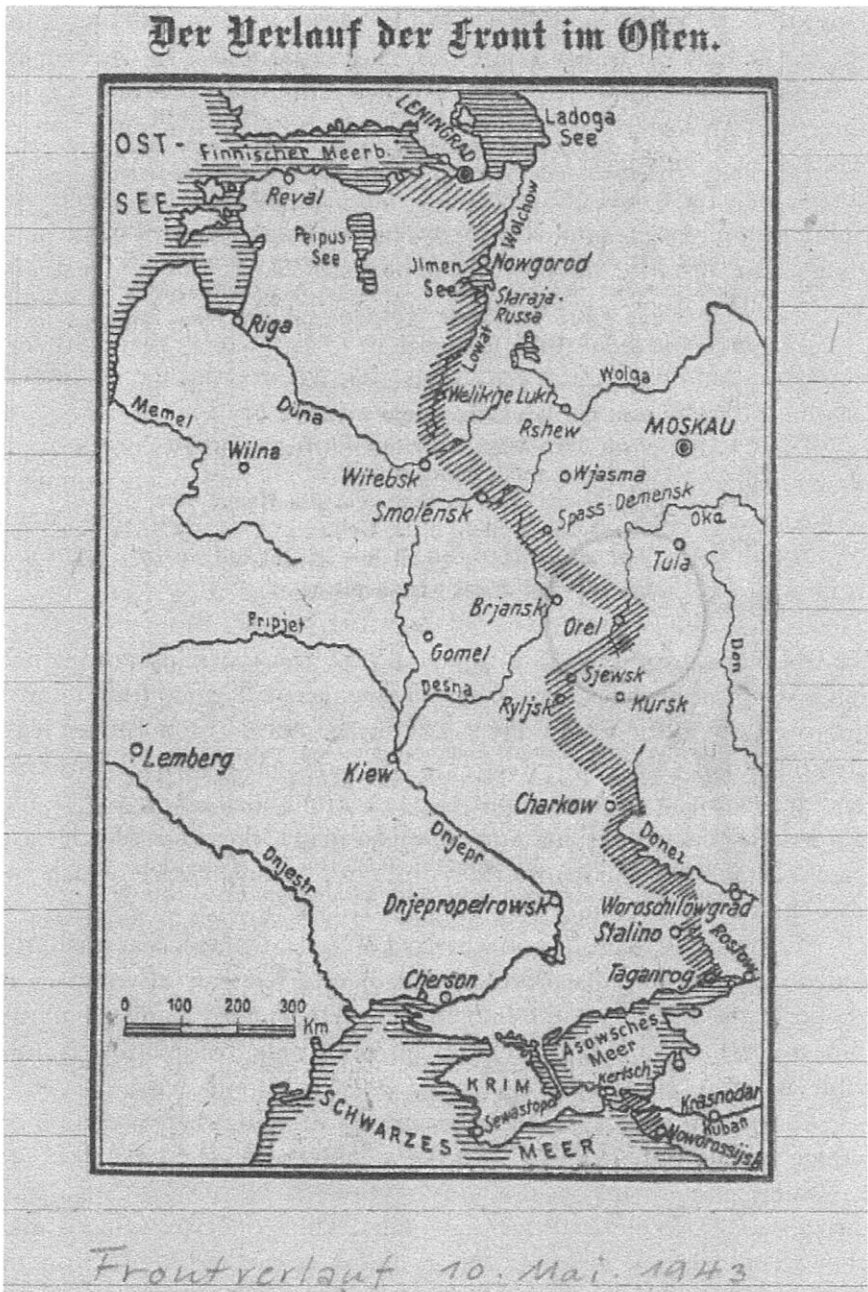 Der Verlauf der Front im Osten.
LENINGRAD
Ladoga
See
OST-
Finnischer Meerb.
SEE
Reval
Wolchow
Peipus-
See
Jlmen
See
Nowgorod
Staraja-
Russa
Riga
Lowat
Wolga
Welikije Lukh
Memel
Düna
Rshew
MOSKAU
Wilna
Witebsk
Wjasma
Smolensk
Spass-Demensk
Oka
Tula
Brjansk
Orel
Pripjet
Gomel
Don
Sjewsk
Desna
Ryljsk
Kursk
Lemberg
Kiew
Charkow
Dnjepr
Donez
Dnjestr
Dnjepropetrowsk
Woroschilowgrad
Stalino
Rostow
Cherson
Taganrog
0 100 200 300
Km
Asowsches
Meer
KRIM
Kertsch
Krasnodar
Kuban
Sewastopol
Noworossijsk
SCHWARZES MEER
Frontverlauf 10. Mai. 1943